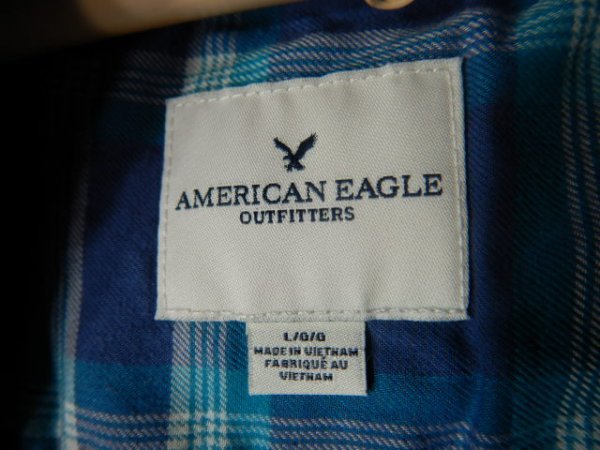 AMERICAN EAGLE
OUTFITTERS
L/G/G
MADE IN VIETNAM
FABRIQUÉ AU
VIETNAM